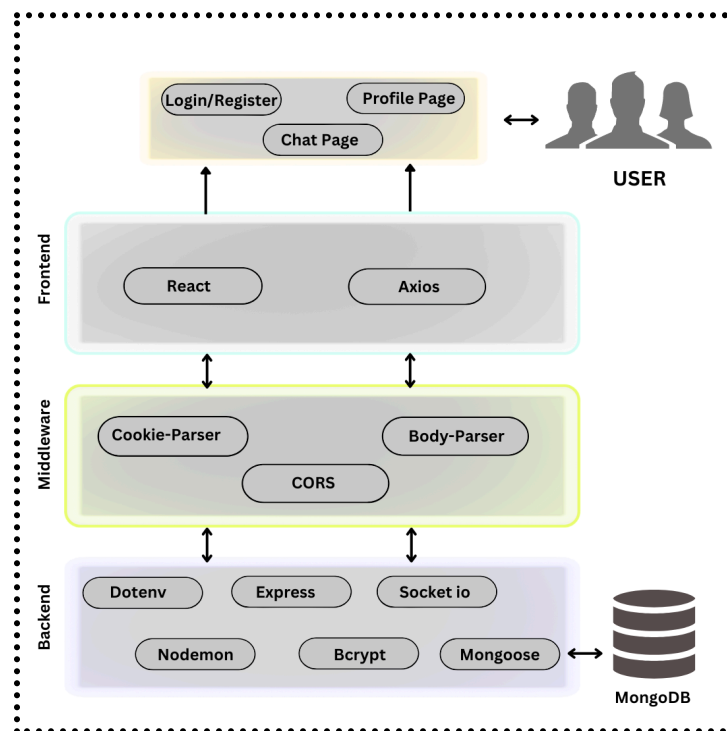 Login/Register
Profile Page
Chat Page
USER
Frontend
React
Axios
Middleware
Cookie-Parser
Body-Parser
CORS
Backend
Dotenv
Express
Socket io
Nodemon
Bcrypt
Mongoose
MongoDB